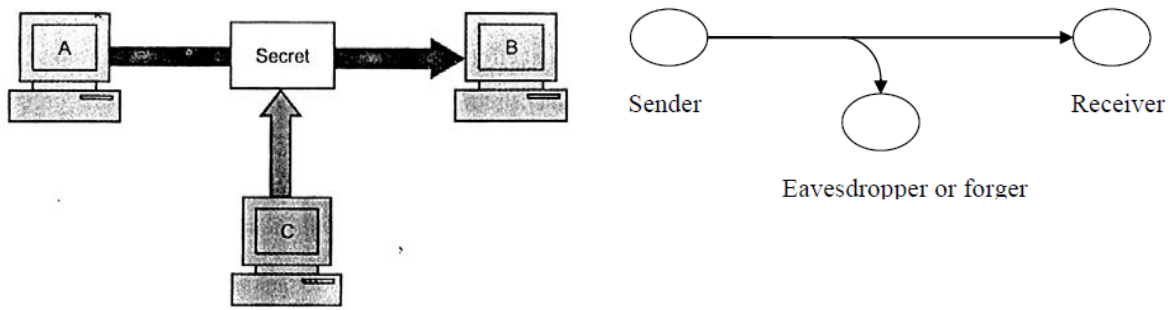 A
Secret
B
C
Sender
Receiver
Eavesdropper or forger